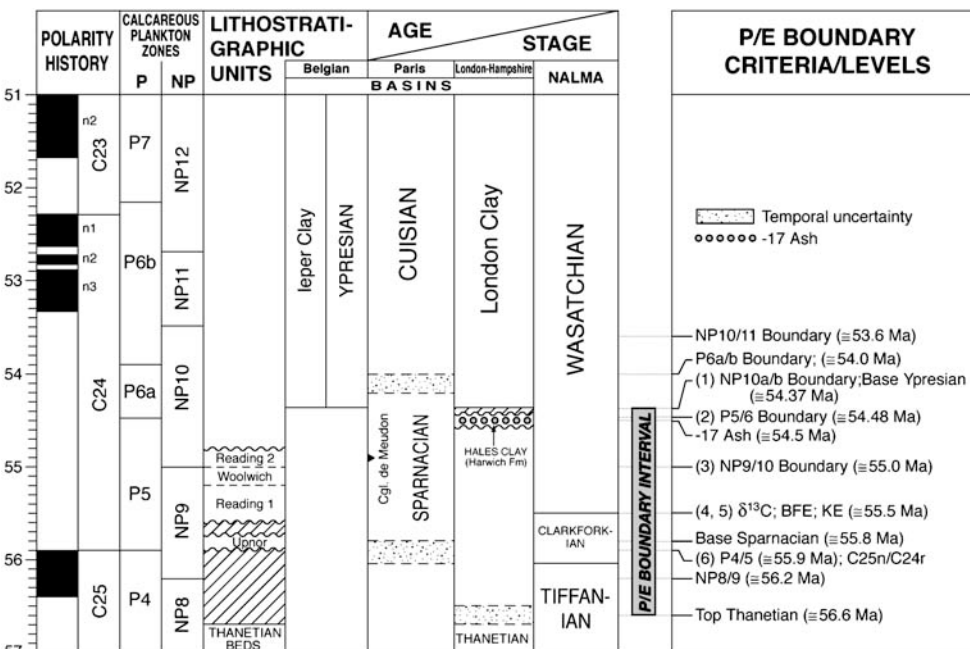 POLARITY
HISTORY
CALCAREOUS
PLANKTON
ZONES
P
NP
LITHOSTRATI-
GRAPHIC
UNITS
AGE
STAGE
Belgian
Paris
London-Hampshire
NALMA
BASINS
P/E BOUNDARY
CRITERIA/LEVELS
51
52
53
54
55
56
57
n2
C23
n1
n2
n3
C24
C25
P7
P6b
P6a
P5
P4
NP12
NP11
NP10
NP9
NP8
Reading 2
Woolwich
Reading 1
Upnor
THANETIAN
BEDS
Ieper Clay
YPRESIAN
CUISIAN
Cgl. de Meudon
SPARNACIAN
London Clay
HALES CLAY
(Harwich Fm)
THANETIAN
WASATCHIAN
CLARKFORK-
IAN
TIFFAN-
IAN
P/E BOUNDARY INTERVAL
Temporal uncertainty
-17 Ash
NP10/11 Boundary (≅53.6 Ma)
P6a/b Boundary; (≅54.0 Ma)
(1) NP10a/b Boundary;Base Ypresian
(≅54.37 Ma)
(2) P5/6 Boundary (≅54.48 Ma)
-17 Ash (≅54.5 Ma)
(3) NP9/10 Boundary (≅55.0 Ma)
(4, 5) δ¹³C; BFE; KE (≅55.5 Ma)
Base Sparnacian (≅55.8 Ma)
(6) P4/5 (≅55.9 Ma); C25n/C24r
NP8/9 (≅56.2 Ma)
Top Thanetian (≅56.6 Ma)